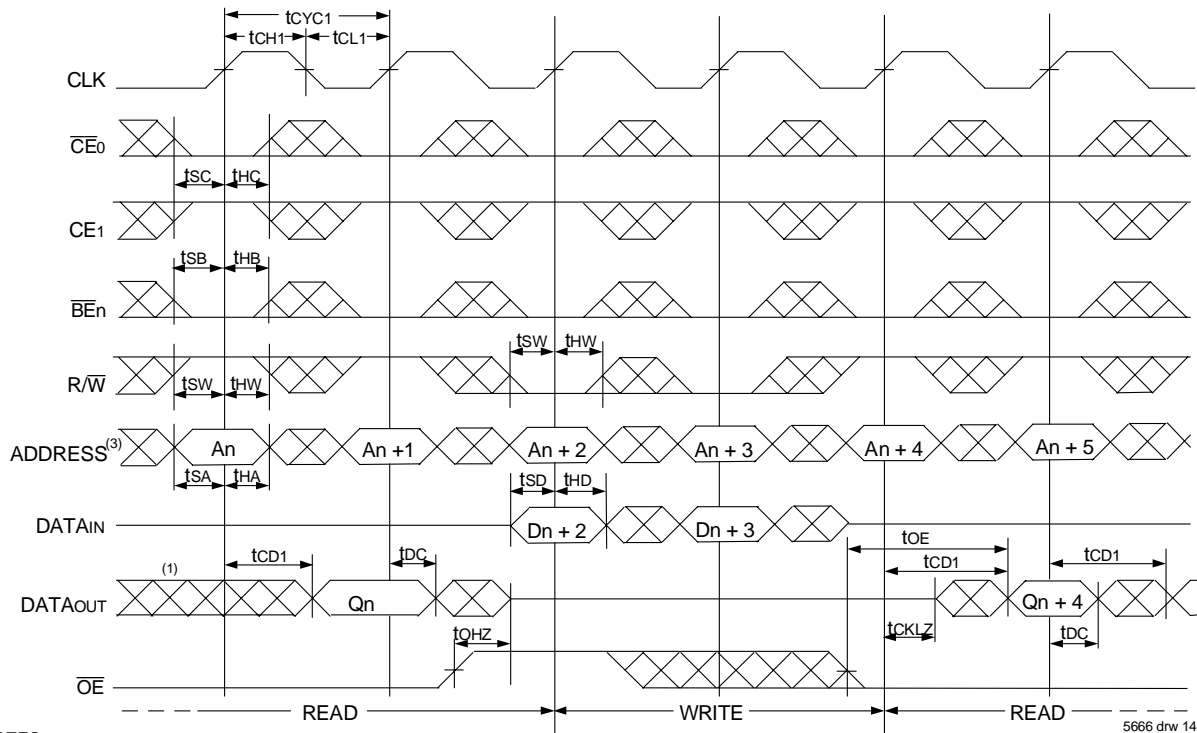 tCYC1
tCH1 tCL1
CLK
CE0
tSC tHC
CE1
tSB tHB
BEn
tSW tHW
R/W
tSW tHW
ADDRESS(3) An An +1 An + 2 An + 3 An + 4 An + 5
tSA tHA
tSD tHD
DATAIN Dn + 2 Dn + 3
tOE
tCD1 tDC tCD1 tCD1
(1)
DATAOUT Qn Qn + 4
tOHZ tCKLZ tDC
OE
READ WRITE READ
5666 drw 14